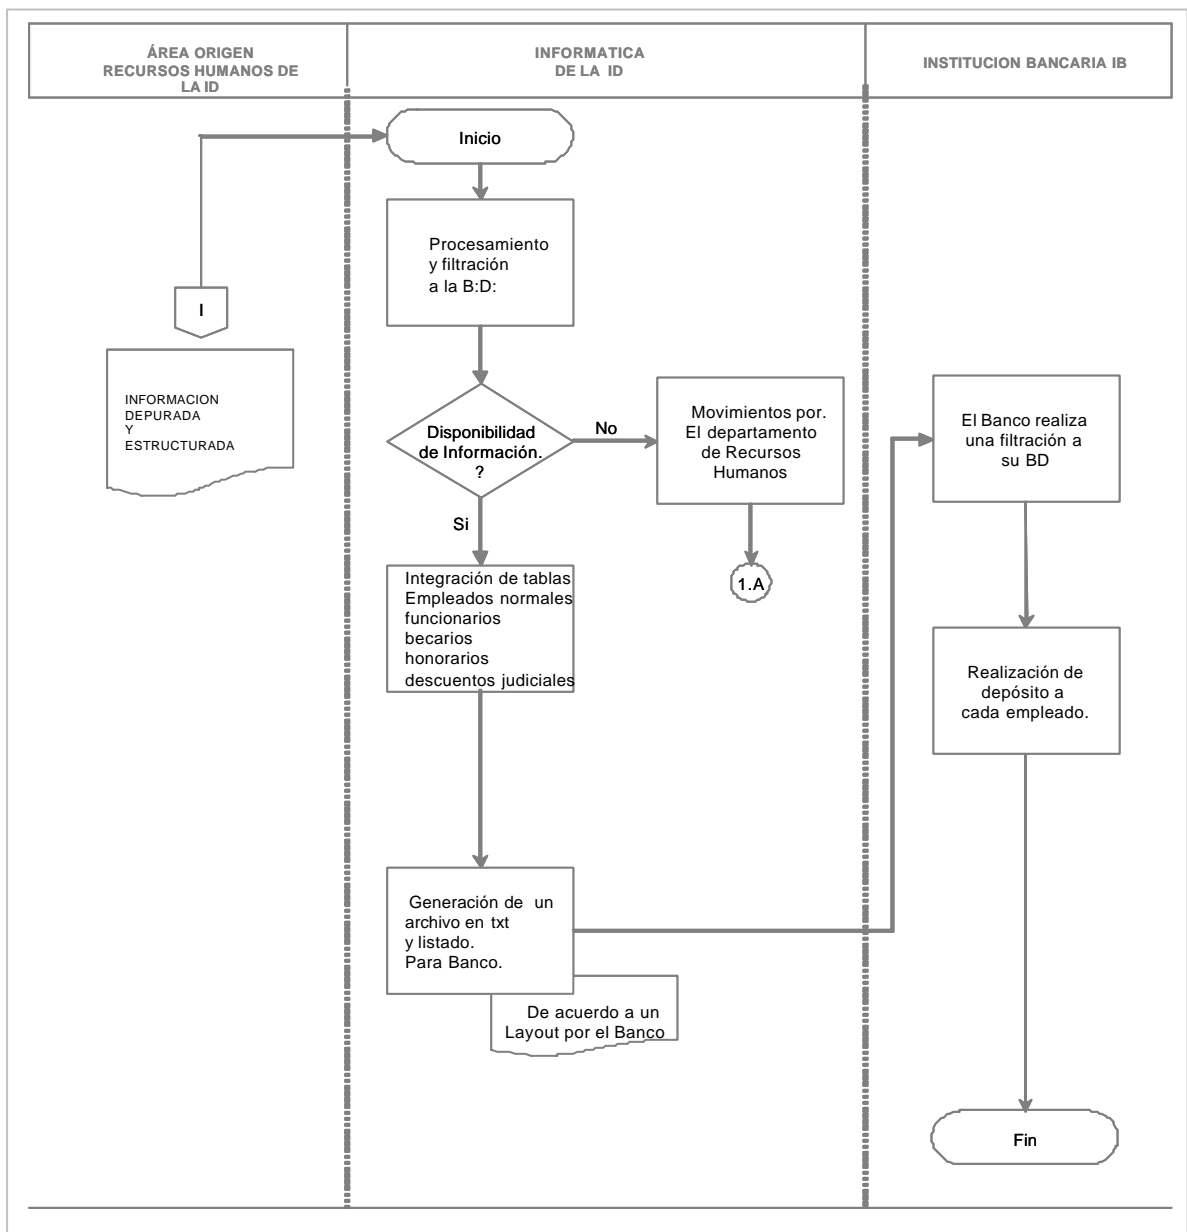 ÁREA ORIGEN
RECURSOS HUMANOS DE
LA ID
INFORMATICA
DE LA ID
INSTITUCION BANCARIA IB
Inicio
Procesamiento
y filtración
a la B:D:
I
INFORMACION
DEPURADA
Y
ESTRUCTURADA
Disponibilidad
de Información.
?
No
Movimientos por.
El departamento
de Recursos
Humanos
1.A
Si
Integración de tablas
Empleados normales
funcionarios
becarios
honorarios
descuentos judiciales
Generación de un
archivo en txt
y listado.
Para Banco.
De acuerdo a un
Layout por el Banco
El Banco realiza
una filtración a
su BD
Realización de
depósito a
cada empleado.
Fin